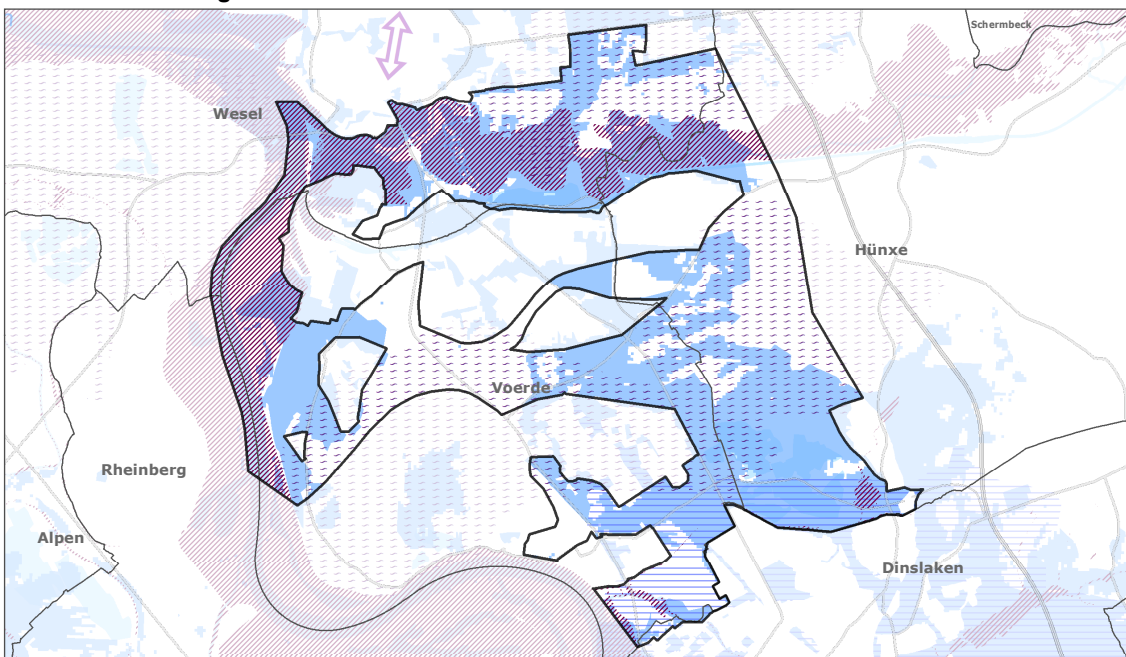 Schermbeck
Wesel
Hünxe
Voerde
Rheinberg
Alpen
Dinslaken